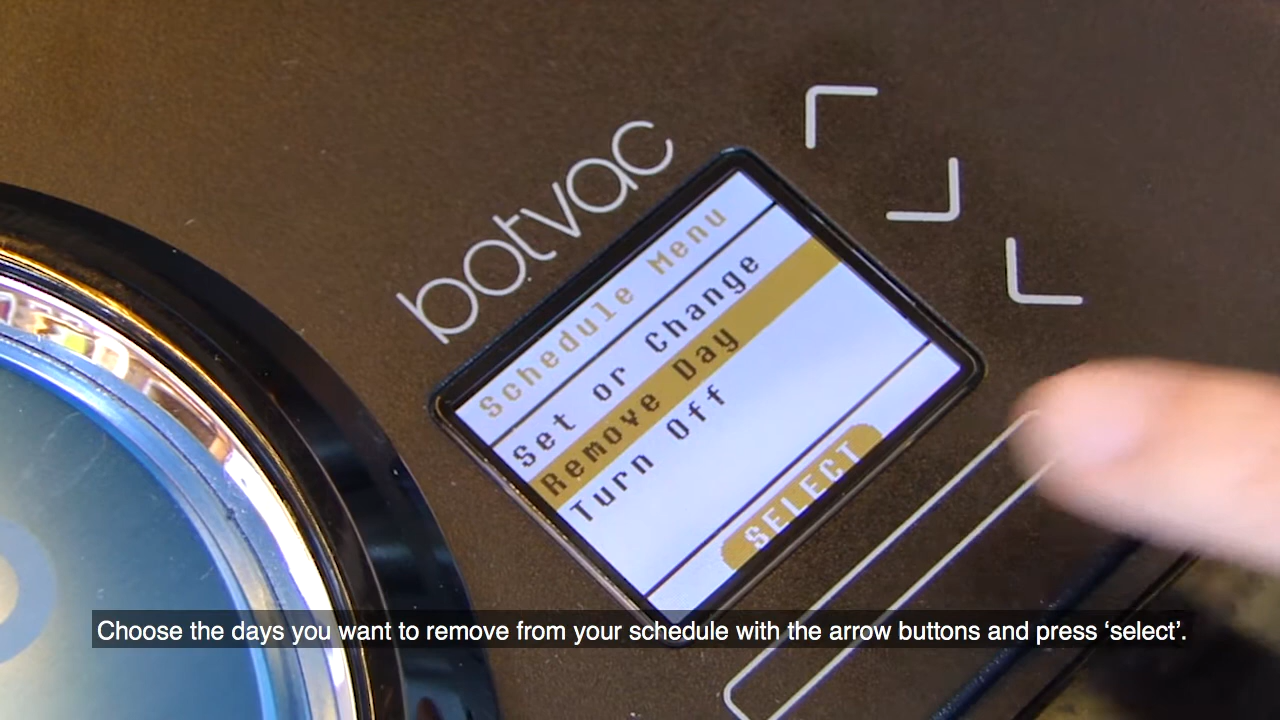 botvac
Schedule Menu
Set or Change
Remove Day
Turn Off
SELECT
Choose the days you want to remove from your schedule with the arrow buttons and press ‘select’.